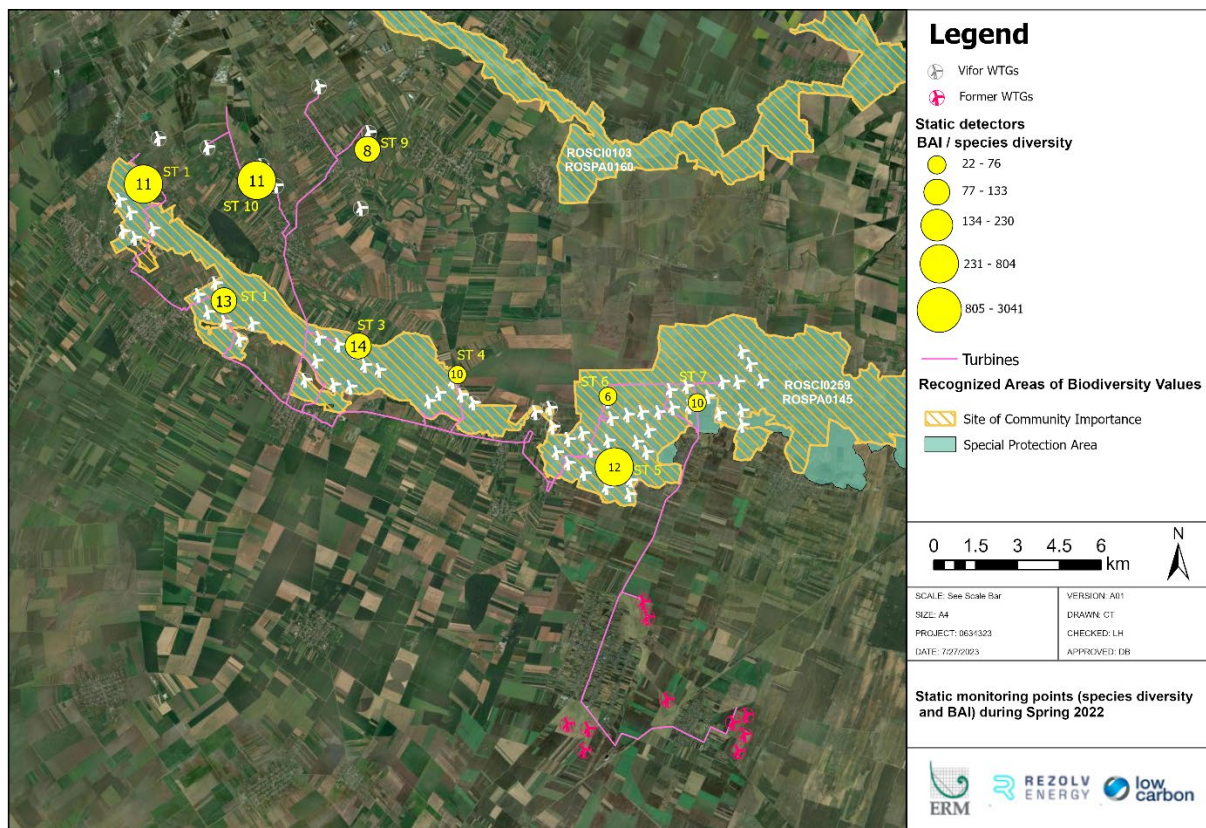 ROSCI0103
ROSPA0160
ST 9
8
11
ST 1
11
ST 10
13
ST 1
ST 3
14
ST 4
10
ST 6
6
ST 7
10
ROSCI0259
ROSPA0145
12
ST 5
Legend
Vifor WTGs
Former WTGs
Static detectors
BAI / species diversity
22 - 76
77 - 133
134 - 230
231 - 804
805 - 3041
Turbines
Recognized Areas of Biodiversity Values
Site of Community Importance
Special Protection Area
0 1.5 3 4.5 6
km
N
SCALE: See Scale Bar
VERSION: A01
SIZE: A4
DRAWN: CT
PROJECT: 0634323
CHECKED: LH
DATE: 7/27/2023
APPROVED: DB
Static monitoring points (species diversity
and BAI) during Spring 2022
ERM
REZOLV
ENERGY
low
carbon